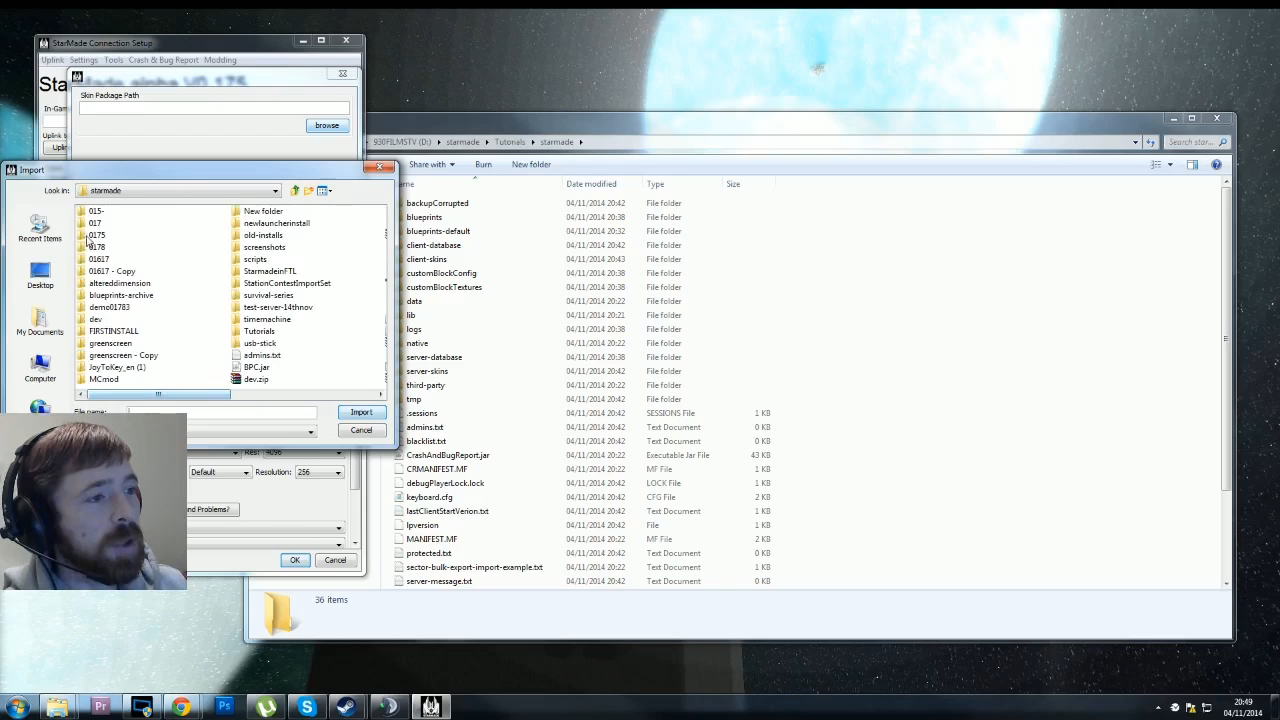 StarMade Connection Setup
Uplink Settings Tools Crash & Bug Report Modding
Skin Package Path
browse
Import
Look in: starmade
Recent Items
Desktop
My Documents
Computer
015-
017
0175
0178
01617
01617 - Copy
altereddimension
blueprints-archive
demo01783
dev
FIRSTINSTALL
greenscreen
greenscreen - Copy
JoyToKey_en (1)
MCmod
New folder
newlauncherinstall
old-installs
screenshots
scripts
StarmadeinFTL
StationContestImportSet
survival-series
test-server-14thnov
timemachine
Tutorials
usb-stick
admins.txt
BPC.jar
dev.zip
File name:
Import
Cancel
Res: 4096
Default Resolution: 256
nd Problems?
OK Cancel
930FILMSTV (D:) starmade Tutorials starmade
Search star...
Share with Burn New folder
Date modified Type Size
backupCorrupted 04/11/2014 20:42 File folder
blueprints 04/11/2014 20:38 File folder
blueprints-default 04/11/2014 20:42 File folder
client-database 04/11/2014 20:42 File folder
client-skins 04/11/2014 20:43 File folder
customBlockConfig 04/11/2014 20:38 File folder
customBlockTextures 04/11/2014 20:38 File folder
data 04/11/2014 20:22 File folder
lib 04/11/2014 20:21 File folder
logs 04/11/2014 20:42 File folder
native 04/11/2014 20:22 File folder
server-database 04/11/2014 20:38 File folder
server-skins 04/11/2014 20:42 File folder
third-party 04/11/2014 20:22 File folder
tmp 04/11/2014 20:42 File folder
.sessions 04/11/2014 20:42 SESSIONS File 1 KB
admins.txt 04/11/2014 20:42 Text Document 0 KB
blacklist.txt 04/11/2014 20:42 Text Document 0 KB
CrashAndBugReport.jar 04/11/2014 20:22 Executable Jar File 43 KB
CRMANIFEST.MF 04/11/2014 20:22 MF File 2 KB
debugPlayerLock.lock 04/11/2014 20:42 LOCK File 0 KB
keyboard.cfg 04/11/2014 20:42 CFG File 2 KB
lastClientStartVerion.txt 04/11/2014 20:42 Text Document 1 KB
lpversion 04/11/2014 20:42 File 1 KB
MANIFEST.MF 04/11/2014 20:22 MF File 2 KB
protected.txt 04/11/2014 20:42 Text Document 1 KB
sector-bulk-export-import-example.txt 04/11/2014 20:22 Text Document 1 KB
server-message.txt 04/11/2014 20:42 Text Document 1 KB
36 items
20:49
04/11/2014